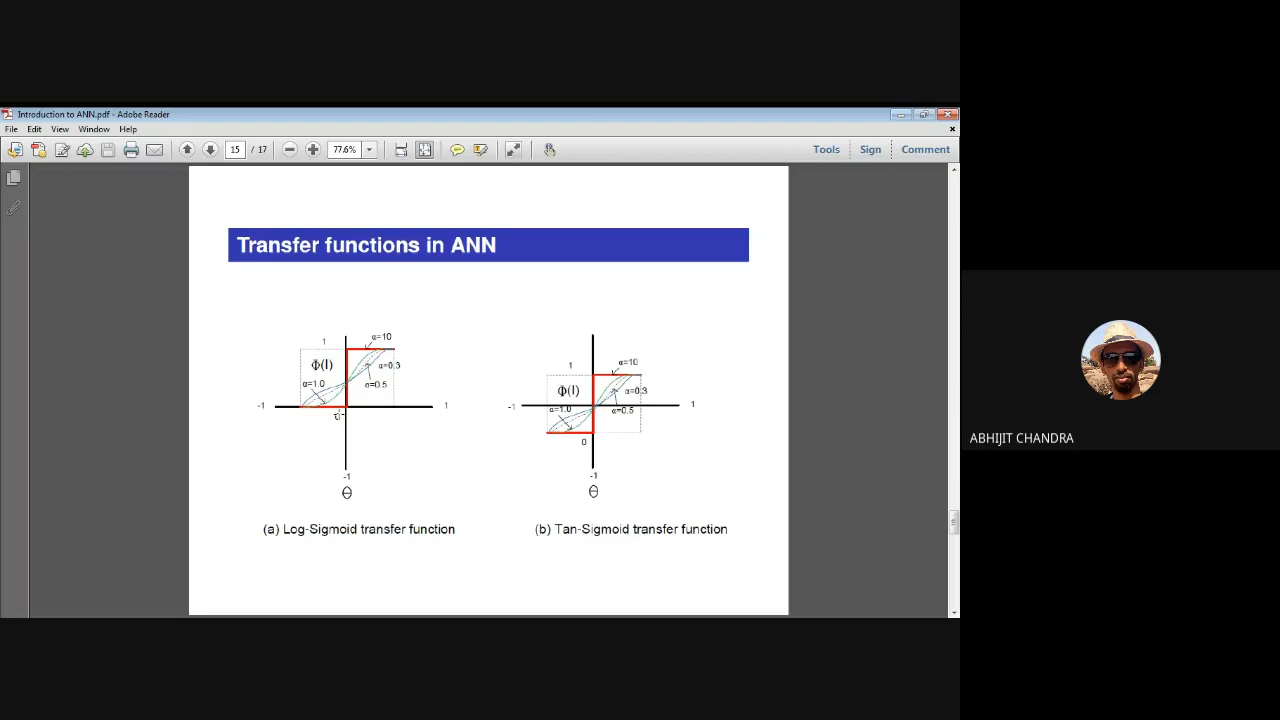 Introduction to ANN.pdf - Adobe Reader
File Edit View Window Help
15 / 17 77.6% Tools Sign Comment
Transfer functions in ANN
1 α=10
Φ(I) α=0.3
α=1.0 α=0.5
-1 1
-1
θ
(a) Log-Sigmoid transfer function
1 α=10
Φ(I) α=0.3
α=1.0 α=0.5
-1 1
0
-1
θ
(b) Tan-Sigmoid transfer function
ABHIJIT CHANDRA